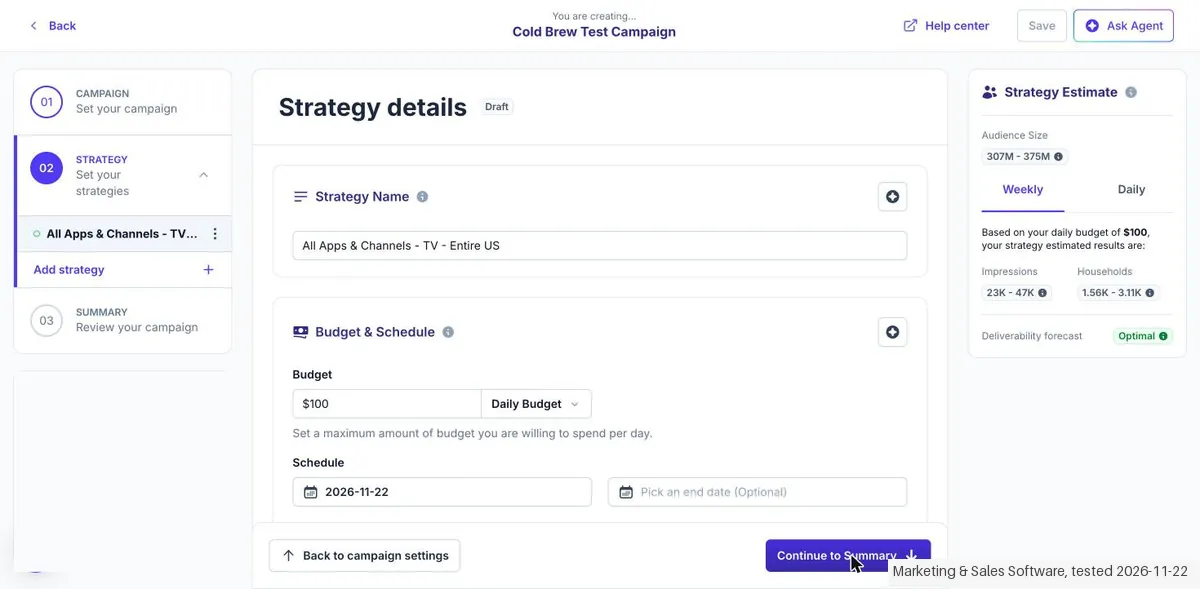 Back
You are creating...
Cold Brew Test Campaign
Help center
Save
Ask Agent
01
CAMPAIGN
Set your campaign
02
STRATEGY
Set your
strategies
All Apps & Channels - TV...
Add strategy
03
SUMMARY
Review your campaign
Strategy details
Draft
Strategy Name
All Apps & Channels - TV - Entire US
Budget & Schedule
Budget
$100
Daily Budget
Set a maximum amount of budget you are willing to spend per day.
Schedule
2026-11-22
Pick an end date (Optional)
Back to campaign settings
Continue to Summary
Strategy Estimate
Audience Size
307M - 375M
Weekly
Daily
Based on your daily budget of $100,
your strategy estimated results are:
Impressions
Households
23K - 47K
1.56K - 3.11K
Deliverability forecast
Optimal
Marketing & Sales Software, tested 2026-11-22